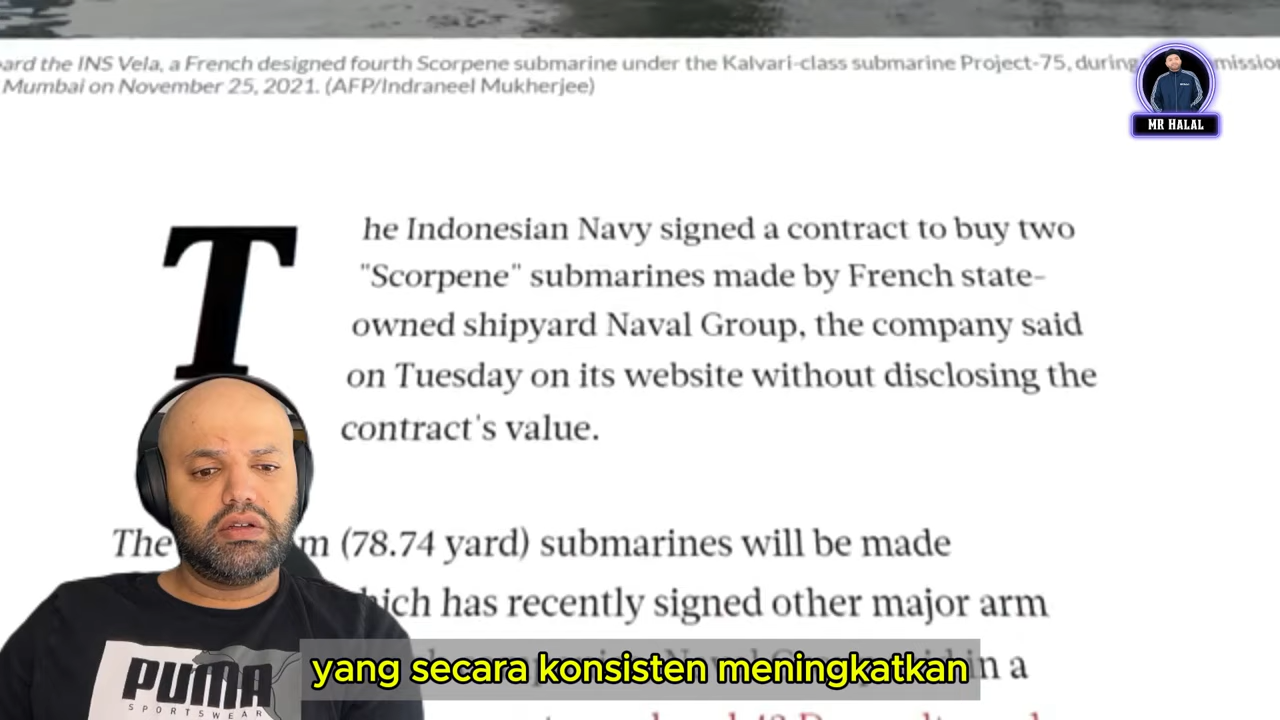 ard the INS Vela, a French designed fourth Scorpene submarine under the Kalvari-class submarine Project-75, during
Mumbai on November 25, 2021. (AFP/Indraneel Mukherjee)
MR HALAL
The Indonesian Navy signed a contract to buy two
"Scorpene" submarines made by French state-
owned shipyard Naval Group, the company said
on Tuesday on its website without disclosing the
contract's value.
The m (78.74 yard) submarines will be made
hich has recently signed other major arm
in a
yang secara konsisten meningkatkan
PUMA
SPORTSWEAR